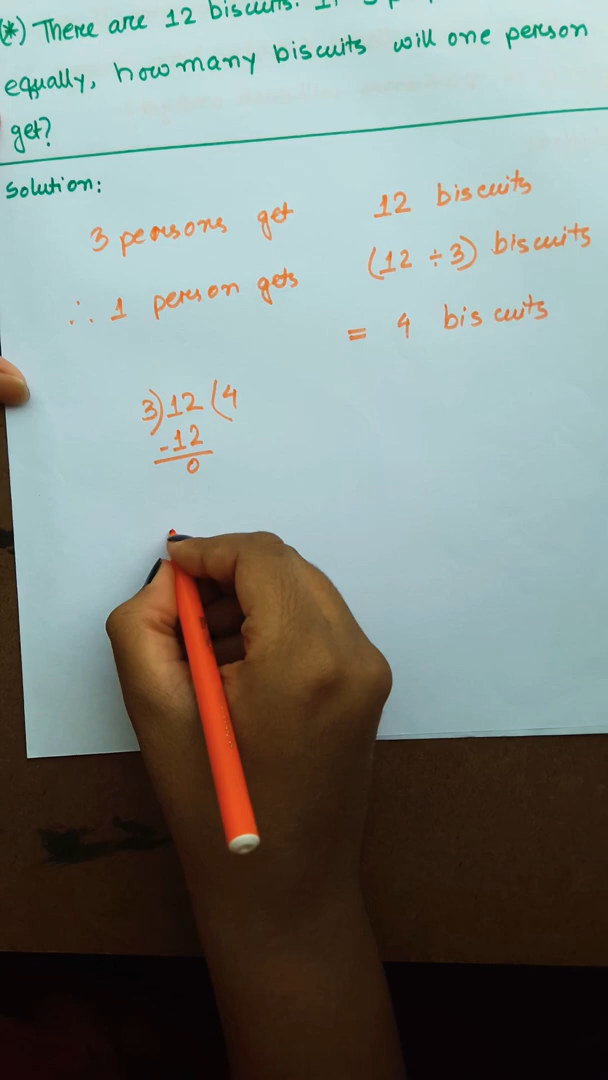 (*) There are 12 biscuits.
equally, how many biscuits will one person
get?
Solution:
3 persons get 12 biscuits
∴ 1 person gets (12 ÷ 3) biscuits
= 4 biscuits
3)12(4
-12
0